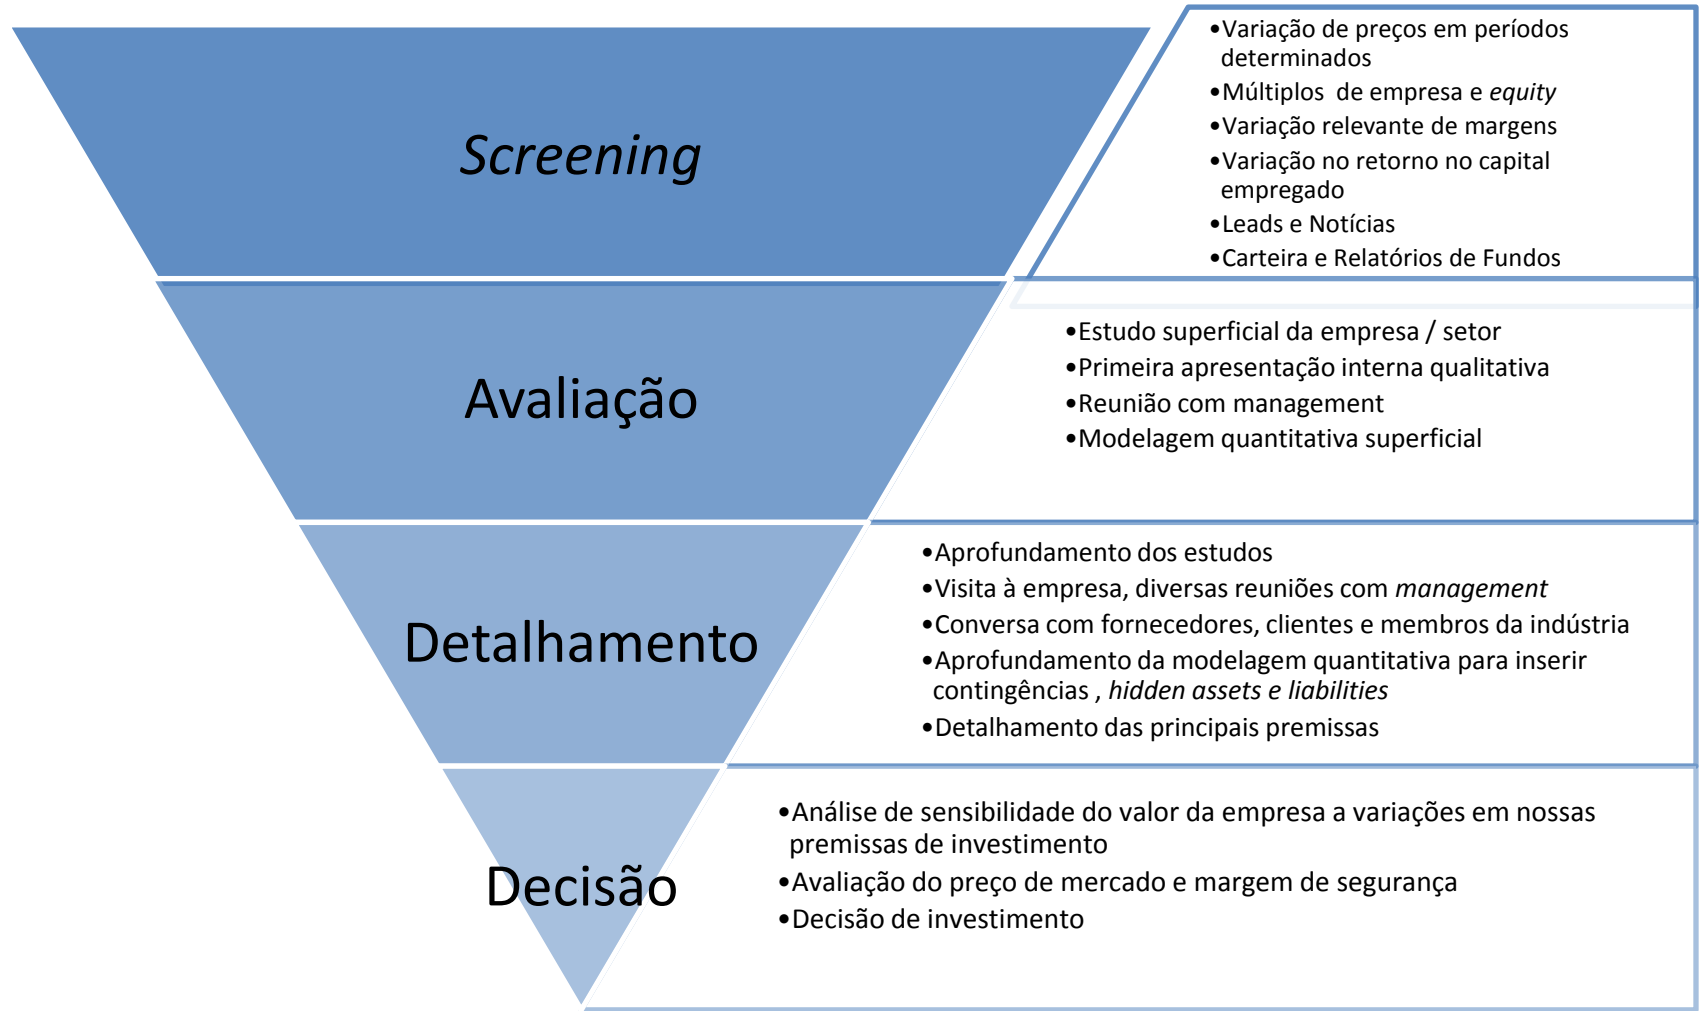 Screening
•Variação de preços em períodos
determinados
•Múltiplos de empresa e equity
•Variação relevante de margens
•Variação no retorno no capital
empregado
•Leads e Notícias
•Carteira e Relatórios de Fundos
Avaliação
•Estudo superficial da empresa / setor
•Primeira apresentação interna qualitativa
•Reunião com management
•Modelagem quantitativa superficial
Detalhamento
•Aprofundamento dos estudos
•Visita à empresa, diversas reuniões com management
•Conversa com fornecedores, clientes e membros da indústria
•Aprofundamento da modelagem quantitativa para inserir
contingências , hidden assets e liabilities
•Detalhamento das principais premissas
Decisão
•Análise de sensibilidade do valor da empresa a variações em nossas
premissas de investimento
•Avaliação do preço de mercado e margem de segurança
•Decisão de investimento